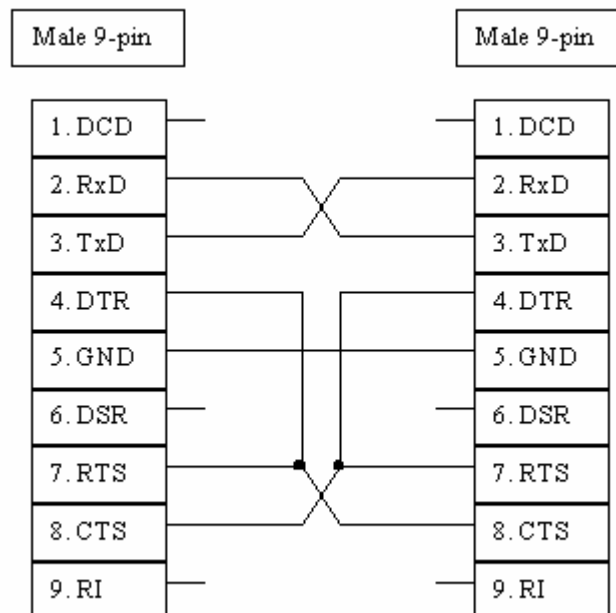 Male 9-pin
Male 9-pin
1. DCD
1. DCD
2. RxD
2. RxD
3. TxD
3. TxD
4. DTR
4. DTR
5. GND
5. GND
6. DSR
6. DSR
7. RTS
7. RTS
8. CTS
8. CTS
9. RI
9. RI